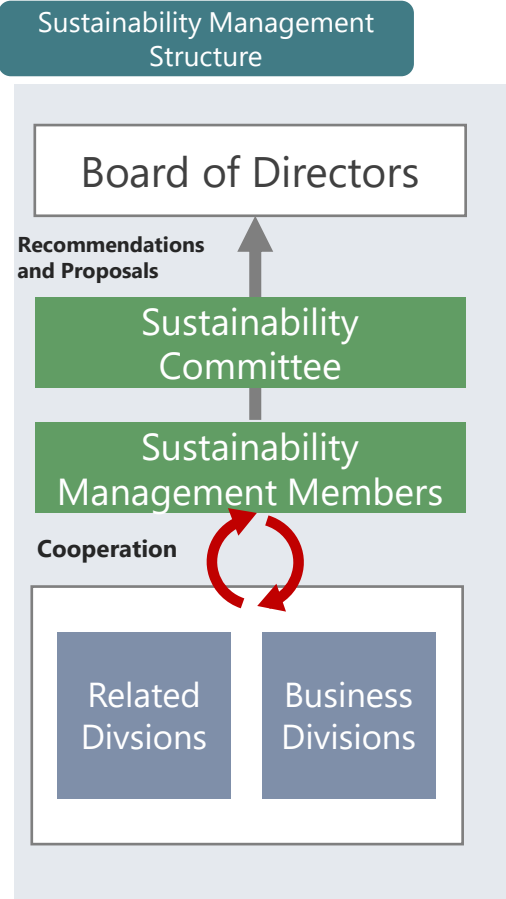 Sustainability Management
Structure
Board of Directors
Recommendations
and Proposals
Sustainability
Committee
Sustainability
Management Members
Cooperation
Related
Divsions
Business
Divisions